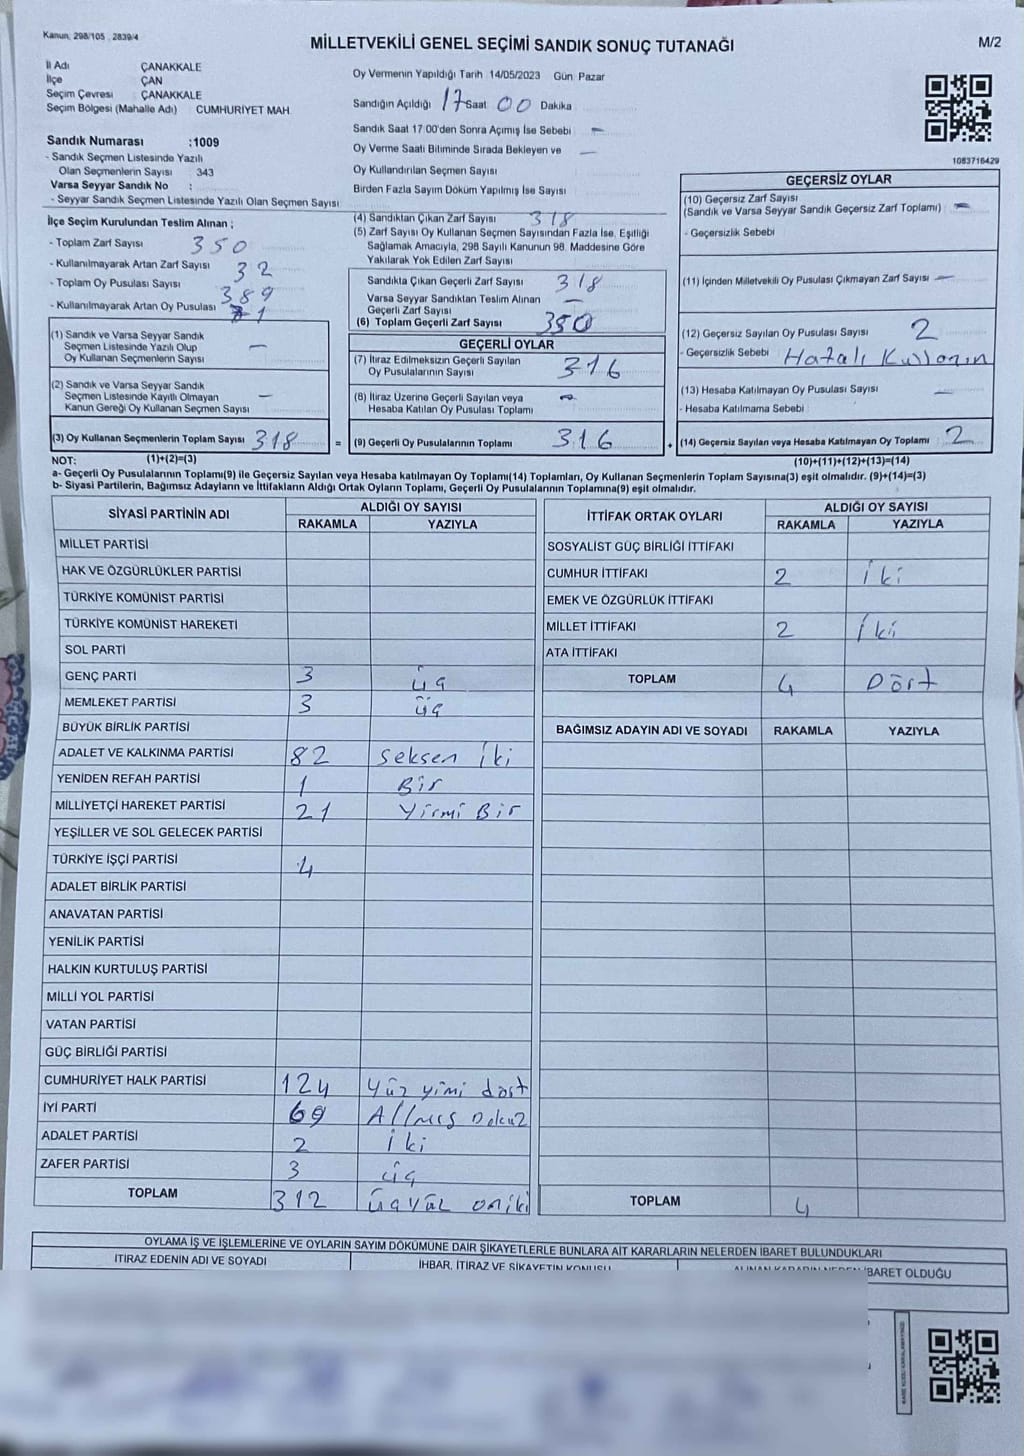 Kanun, 298/105 , 2839/4
MİLLETVEKİLİ GENEL SEÇİMİ SANDIK SONUÇ TUTANAĞI
M/2
İl Adı ÇANAKKALE
İlçe ÇAN
Seçim Çevresi ÇANAKKALE
Seçim Bölgesi (Mahalle Adı) CUMHURİYET MAH.
Sandık Numarası :1009
- Sandık Seçmen Listesinde Yazılı
Olan Seçmenlerin Sayısı 343
Varsa Seyyar Sandık No :
- Seyyar Sandık Seçmen Listesinde Yazılı Olan Seçmen Sayısı
Oy Vermenin Yapıldığı Tarih 14/05/2023 Gün Pazar
Sandığın Açıldığı 17 Saat 00 Dakika
Sandık Saat 17:00'den Sonra Açımış İse Sebebi –
Oy Verme Saati Bitiminde Sırada Bekleyen ve –
Oy Kullandırılan Seçmen Sayısı
Birden Fazla Sayım Döküm Yapılmış İse Sayısı
1083716429
İlçe Seçim Kurulundan Teslim Alınan ;
- Toplam Zarf Sayısı 350
- Kullanılmayarak Artan Zarf Sayısı 32
- Toplam Oy Pusulası Sayısı 389
- Kullanılmayarak Artan Oy Pusulası 71
(4) Sandıktan Çıkan Zarf Sayısı 318
(5) Zarf Sayısı Oy Kullanan Seçmen Sayısından Fazla İse, Eşitliği
Sağlamak Amacıyla, 298 Sayılı Kanunun 98. Maddesine Göre
Yakılarak Yok Edilen Zarf Sayısı
Sandıkta Çıkan Geçerli Zarf Sayısı 318
Varsa Seyyar Sandıktan Teslim Alınan
Geçerli Zarf Sayısı –
(6) Toplam Geçerli Zarf Sayısı 350
GEÇERSİZ OYLAR
(10) Geçersiz Zarf Sayısı
(Sandık ve Varsa Seyyar Sandık Geçersiz Zarf Toplamı) –
- Geçersizlik Sebebi
(11) İçinden Milletvekili Oy Pusulası Çıkmayan Zarf Sayısı –
(12) Geçersiz Sayılan Oy Pusulası Sayısı 2
- Geçersizlik Sebebi Hatalı Kullanın
(13) Hesaba Katılmayan Oy Pusulası Sayısı –
- Hesaba Katılmama Sebebi
(14) Geçersiz Sayılan veya Hesaba Katılmayan Oy Toplamı 2
(10)+(11)+(12)+(13)=(14)
(1) Sandık ve Varsa Seyyar Sandık
Seçmen Listesinde Yazılı Olup
Oy Kullanan Seçmenlerin Sayısı –
(2) Sandık ve Varsa Seyyar Sandık
Seçmen Listesinde Kayıtlı Olmayan
Kanun Gereği Oy Kullanan Seçmen Sayısı –
(3) Oy Kullanan Seçmenlerin Toplam Sayısı 318 =
GEÇERLİ OYLAR
(7) İtiraz Edilmeksizin Geçerli Sayılan
Oy Pusulalarının Sayısı 316
(8) İtiraz Üzerine Geçerli Sayılan veya
Hesaba Katılan Oy Pusulası Toplamı –
(9) Geçerli Oy Pusulalarının Toplamı 316 +
NOT: (1)+(2)=(3)
a- Geçerli Oy Pusulalarının Toplamı(9) ile Geçersiz Sayılan veya Hesaba katılmayan Oy Toplamı(14) Toplamları, Oy Kullanan Seçmenlerin Toplam Sayısına(3) eşit olmalıdır. (9)+(14)=(3)
b- Siyasi Partilerin, Bağımsız Adayların ve İttifakların Aldığı Ortak Oyların Toplamı, Geçerli Oy Pusulalarının Toplamına(9) eşit olmalıdır.
SİYASİ PARTİNİN ADI ALDIĞI OY SAYISI
RAKAMLA YAZIYLA
MİLLET PARTİSİ
HAK VE ÖZGÜRLÜKLER PARTİSİ
TÜRKİYE KOMÜNİST PARTİSİ
TÜRKİYE KOMÜNİST HAREKETİ
SOL PARTİ
GENÇ PARTİ 3 üç
MEMLEKET PARTİSİ 3 üç
BÜYÜK BİRLİK PARTİSİ
ADALET VE KALKINMA PARTİSİ 82 Seksen İki
YENİDEN REFAH PARTİSİ 1 Bir
MİLLİYETÇİ HAREKET PARTİSİ 21 Yirmi Bir
YEŞİLLER VE SOL GELECEK PARTİSİ
TÜRKİYE İŞÇİ PARTİSİ 4
ADALET BİRLİK PARTİSİ
ANAVATAN PARTİSİ
YENİLİK PARTİSİ
HALKIN KURTULUŞ PARTİSİ
MİLLİ YOL PARTİSİ
VATAN PARTİSİ
GÜÇ BİRLİĞİ PARTİSİ
CUMHURİYET HALK PARTİSİ 124 Yüz yimi dört
İYİ PARTİ 69 Altmış Dokuz
ADALET PARTİSİ 2 İki
ZAFER PARTİSİ 3 üç
TOPLAM 312 üçyüz oniki
İTTİFAK ORTAK OYLARI ALDIĞI OY SAYISI
RAKAMLA YAZIYLA
SOSYALİST GÜÇ BİRLİĞİ İTTİFAKI
CUMHUR İTTİFAKI 2 İki
EMEK VE ÖZGÜRLÜK İTTİFAKI
MİLLET İTTİFAKI 2 İki
ATA İTTİFAKI
TOPLAM 4 Dört
BAĞIMSIZ ADAYIN ADI VE SOYADI RAKAMLA YAZIYLA
TOPLAM 4
OYLAMA İŞ VE İŞLEMLERİNE VE OYLARIN SAYIM DÖKÜMÜNE DAİR ŞİKAYETLERLE BUNLARA AİT KARARLARIN NELERDEN İBARET BULUNDUKLARI
İTİRAZ EDENİN ADI VE SOYADI
İHBAR, İTİRAZ VE ŞİKAYETİN KONUSU
ALINAN KARARIN NEDEN İBARET OLDUĞU